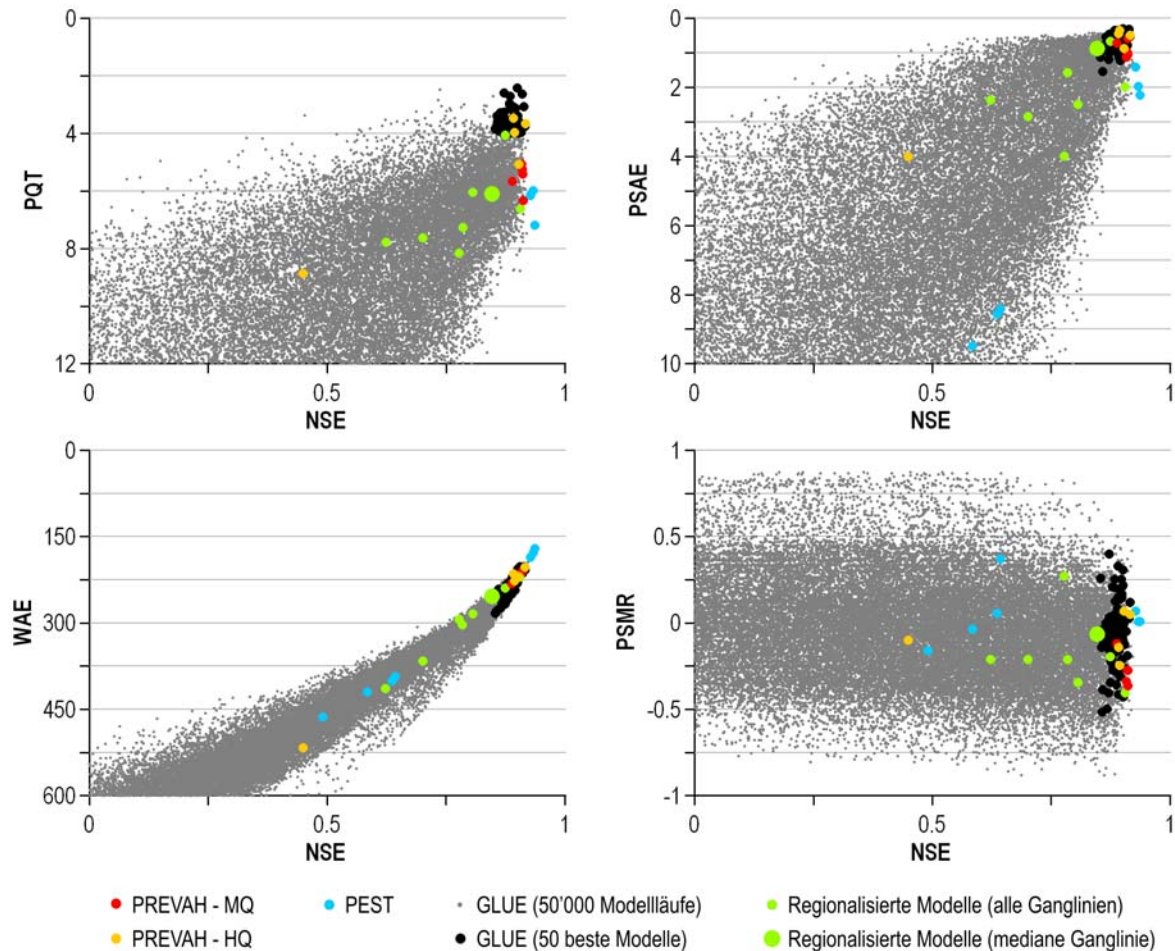 0
4
8
12
PQT
0
0.5
1
NSE
0
2
4
6
8
10
PSAE
0
0.5
1
NSE
0
150
300
450
600
WAE
0
0.5
1
NSE
1
0.5
0
-0.5
-1
PSMR
0
0.5
1
NSE
PREVAH - MQ
PEST
GLUE (50'000 Modellläufe)
Regionalisierte Modelle (alle Ganglinien)
PREVAH - HQ
GLUE (50 beste Modelle)
Regionalisierte Modelle (mediane Ganglinie)